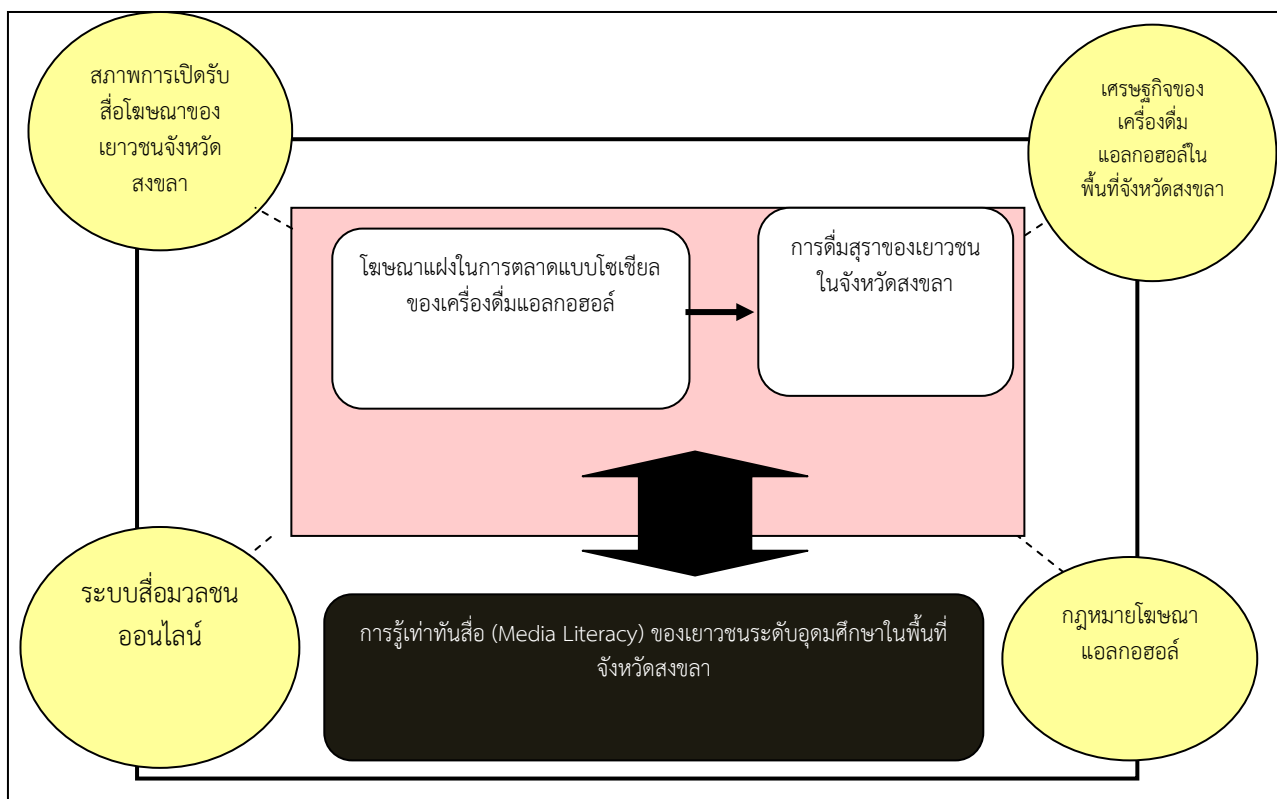 สภาพการเปิดรับ
สื่อโฆษณาของ
เยาวชนจังหวัด
สงขลา
เศรษฐกิจของ
เครื่องดื่ม
แอลกอฮอล์ใน
พื้นที่จังหวัดสงขลา
โฆษณาแฝงในการตลาดแบบโซเชียล
ของเครื่องดื่มแอลกอฮอล์
การดื่มสุราของเยาวชน
ในจังหวัดสงขลา
ระบบสื่อมวลชน
ออนไลน์
การรู้เท่าทันสื่อ (Media Literacy) ของเยาวชนระดับอุดมศึกษาในพื้นที่
จังหวัดสงขลา
กฎหมายโฆษณา
แอลกอฮอล์